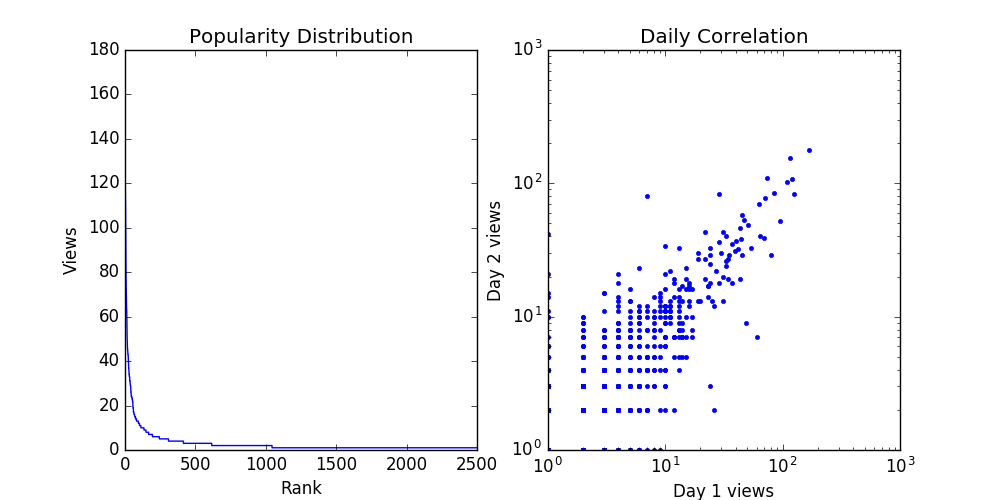 Popularity Distribution
Views
180
160
140
120
100
80
60
40
20
0
0 500 1000 1500 2000 2500
Rank
Daily Correlation
Day 2 views
10³
10²
10¹
10⁰
10⁰ 10¹ 10² 10³
Day 1 views